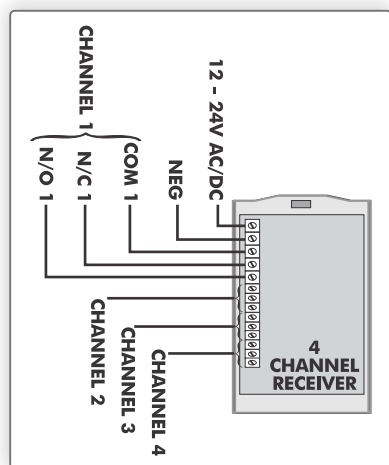 12 - 24V AC/DC
NEG
COM 1
N/C 1
N/O 1
CHANNEL 1
CHANNEL 2
CHANNEL 3
CHANNEL 4
4
CHANNEL
RECEIVER